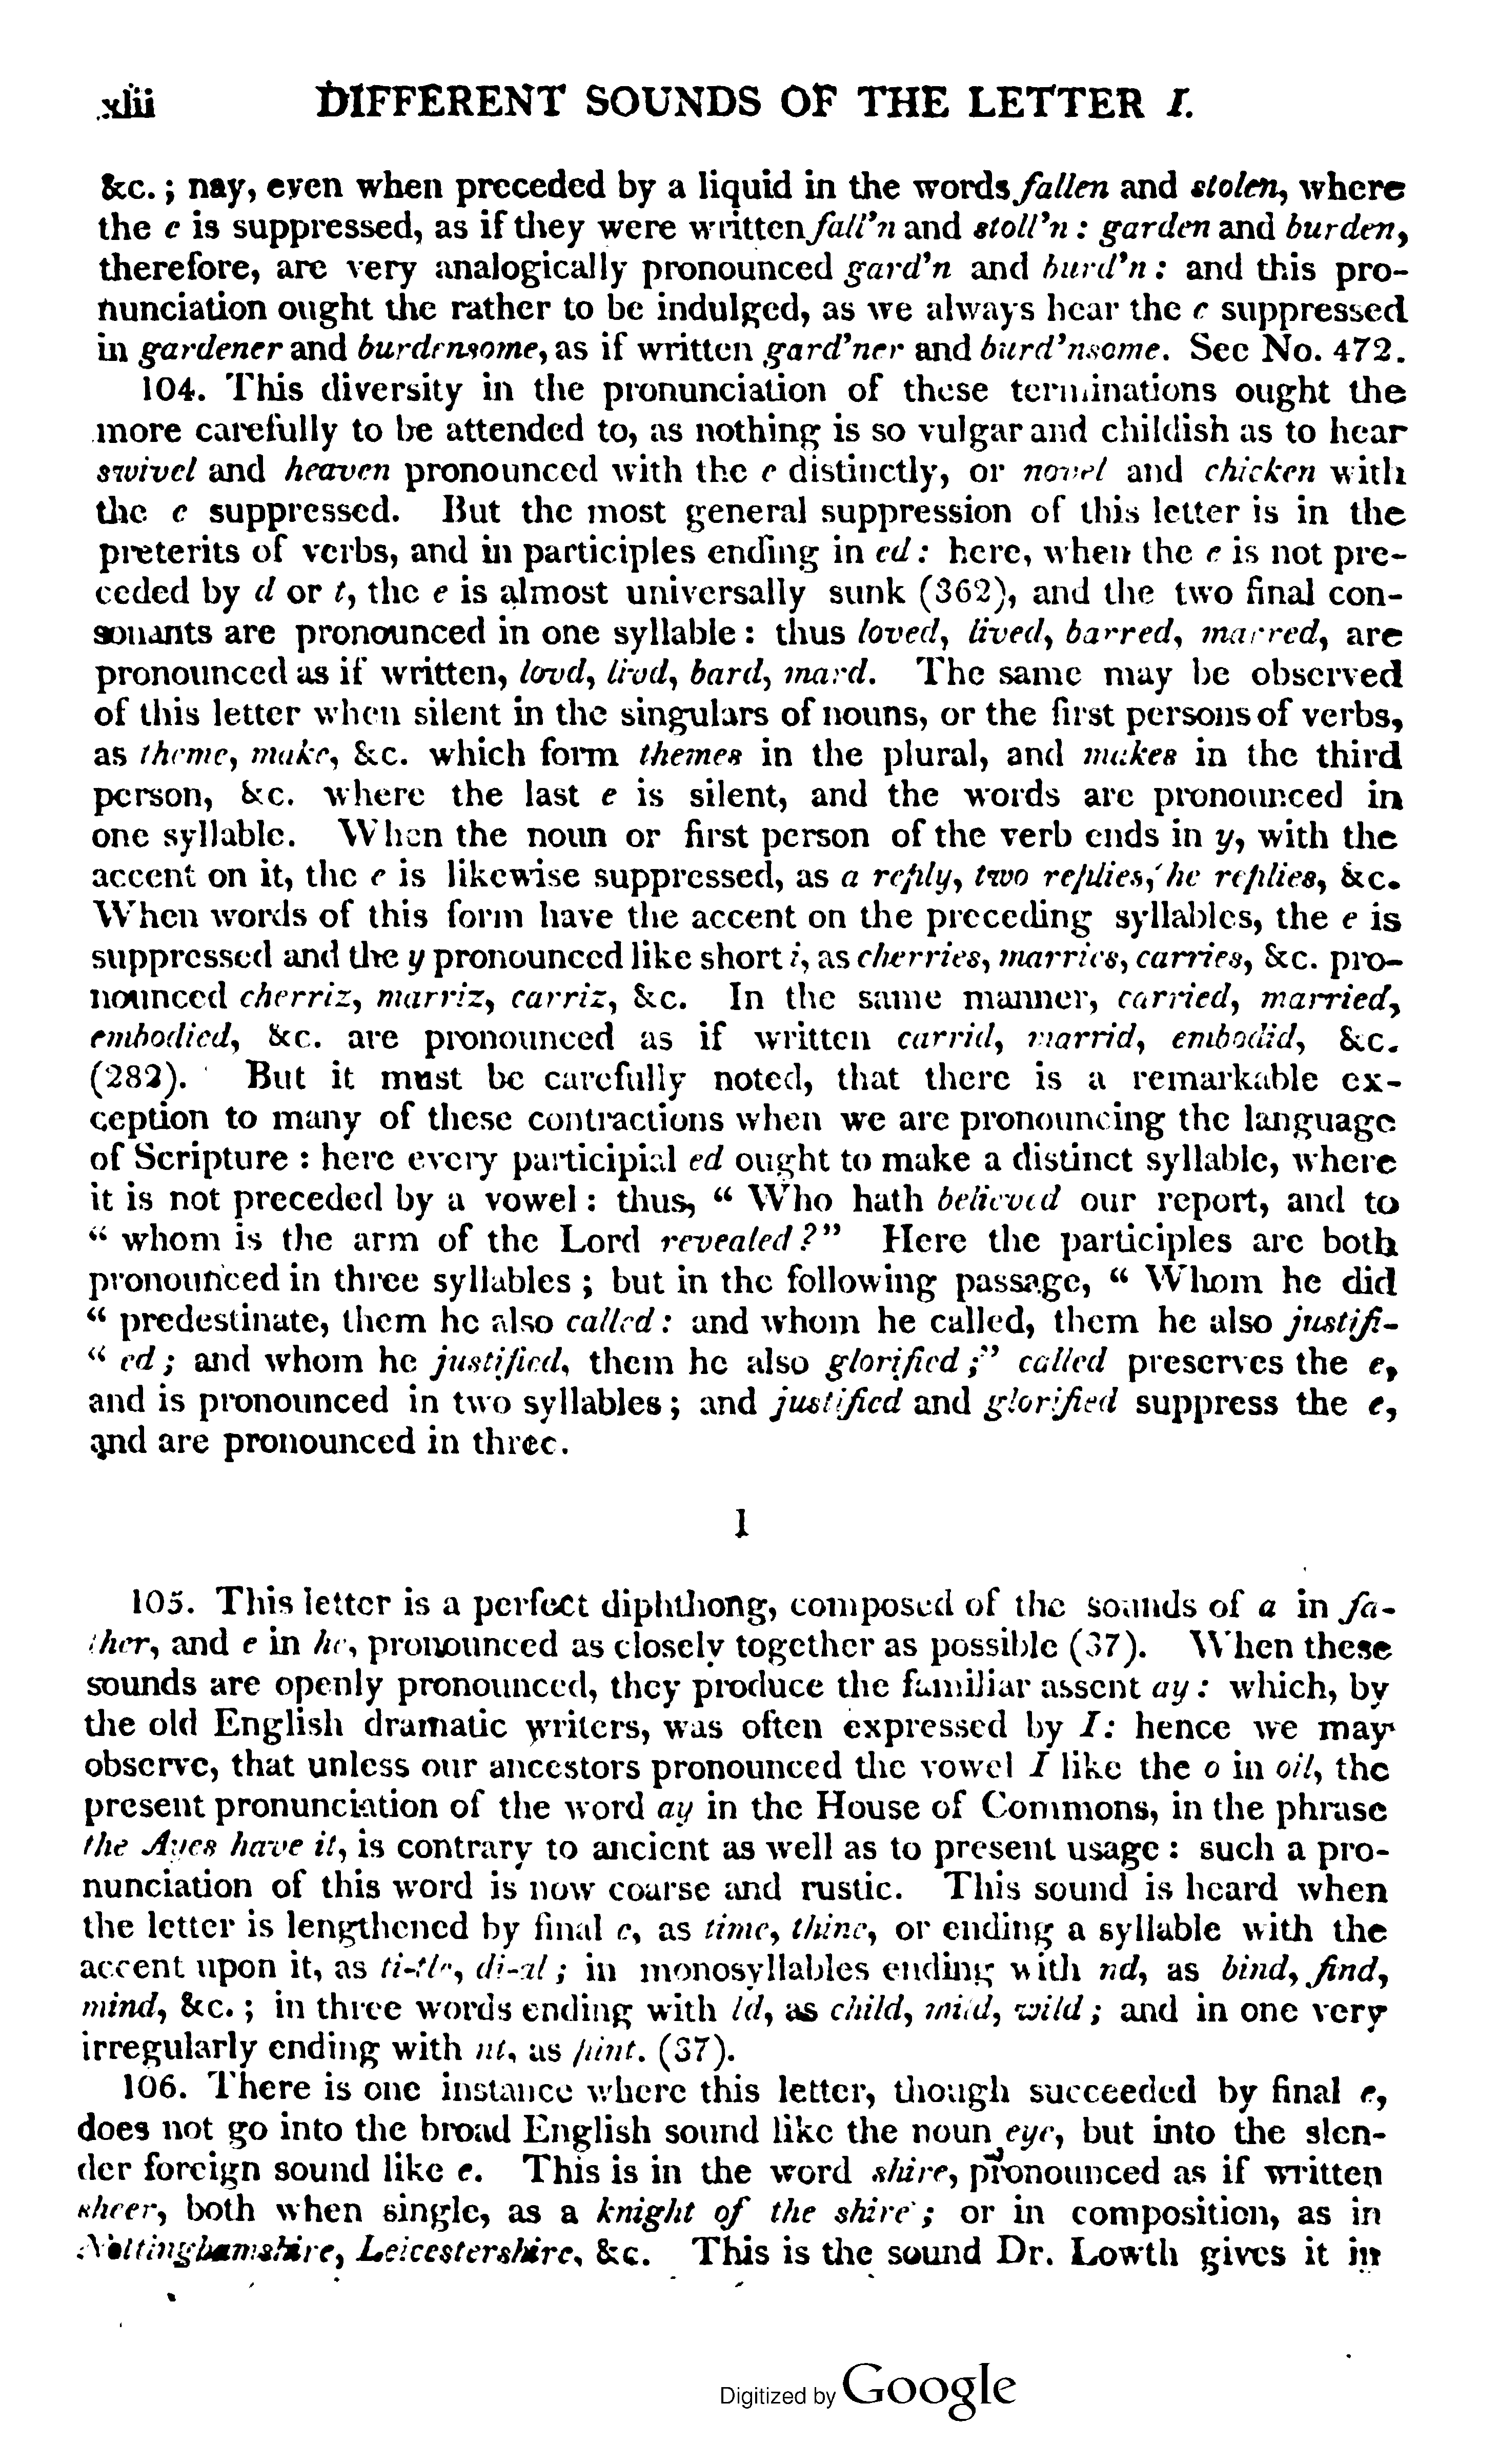 xlii DIFFERENT SOUNDS OF THE LETTER I.
&c.; nay, even when preceded by a liquid in the words fallen and stolen, where
the e is suppressed, as if they were written fall'n and stoll'n: garden and burden,
therefore, are very analogically pronounced gard'n and burd'n: and this pro-
nunciation ought the rather to be indulged, as we always hear the e suppressed
in gardener and burdensome, as if written gard'ner and burd'nsome. See No. 472.
104. This diversity in the pronunciation of these terminations ought the
more carefully to be attended to, as nothing is so vulgar and childish as to hear
swivel and heaven pronounced with the e distinctly, or novel and chicken with
the e suppressed. But the most general suppression of this letter is in the
preterits of verbs, and in participles ending in ed: here, when the e is not pre-
ceded by d or t, the e is almost universally sunk (362), and the two final con-
sonants are pronounced in one syllable: thus loved, lived, barred, marred, are
pronounced as if written, lovd, livd, bard, mard. The same may be observed
of this letter when silent in the singulars of nouns, or the first persons of verbs,
as theme, make, &c. which form themes in the plural, and makes in the third
person, &c. where the last e is silent, and the words are pronounced in
one syllable. When the noun or first person of the verb ends in y, with the
accent on it, the e is likewise suppressed, as a reply, two replies, he replies, &c.
When words of this form have the accent on the preceding syllables, the e is
suppressed and the y pronounced like short i, as cherries, marries, carries, &c. pro-
nounced cherriz, marriz, carriz, &c. In the same manner, carried, married,
embodied, &c. are pronounced as if written carrid, marrid, embodid, &c.
(282). But it must be carefully noted, that there is a remarkable ex-
ception to many of these contractions when we are pronouncing the language
of Scripture: here every participial ed ought to make a distinct syllable, where
it is not preceded by a vowel: thus, "Who hath believed our report, and to
"whom is the arm of the Lord revealed?" Here the participles are both
pronounced in three syllables; but in the following passage, "Whom he did
"predestinate, them he also called: and whom he called, them he also justifi-
"ed; and whom he justified, them he also glorified;" called preserves the e,
and is pronounced in two syllables; and justified and glorified suppress the e,
and are pronounced in three.
I
105. This letter is a perfect diphthong, composed of the sounds of a in fa-
ther, and e in he, pronounced as closely together as possible (37). When these
sounds are openly pronounced, they produce the familiar assent ay: which, by
the old English dramatic writers, was often expressed by I: hence we may
observe, that unless our ancestors pronounced the vowel I like the o in oil, the
present pronunciation of the word ay in the House of Commons, in the phrase
the Ayes have it, is contrary to ancient as well as to present usage: such a pro-
nunciation of this word is now coarse and rustic. This sound is heard when
the letter is lengthened by final e, as time, thine, or ending a syllable with the
accent upon it, as ti-tle, di-al; in monosyllables ending with nd, as bind, find,
mind, &c.; in three words ending with ld, as child, mild, wild; and in one very
irregularly ending with nt, as pint. (37).
106. There is one instance where this letter, though succeeded by final e,
does not go into the broad English sound like the noun eye, but into the slen-
der foreign sound like e. This is in the word shire, pronounced as if written
sheer, both when single, as a knight of the shire; or in composition, as in
Nottinghamshire, Leicestershire, &c. This is the sound Dr. Lowth gives it in
Digitized by Google